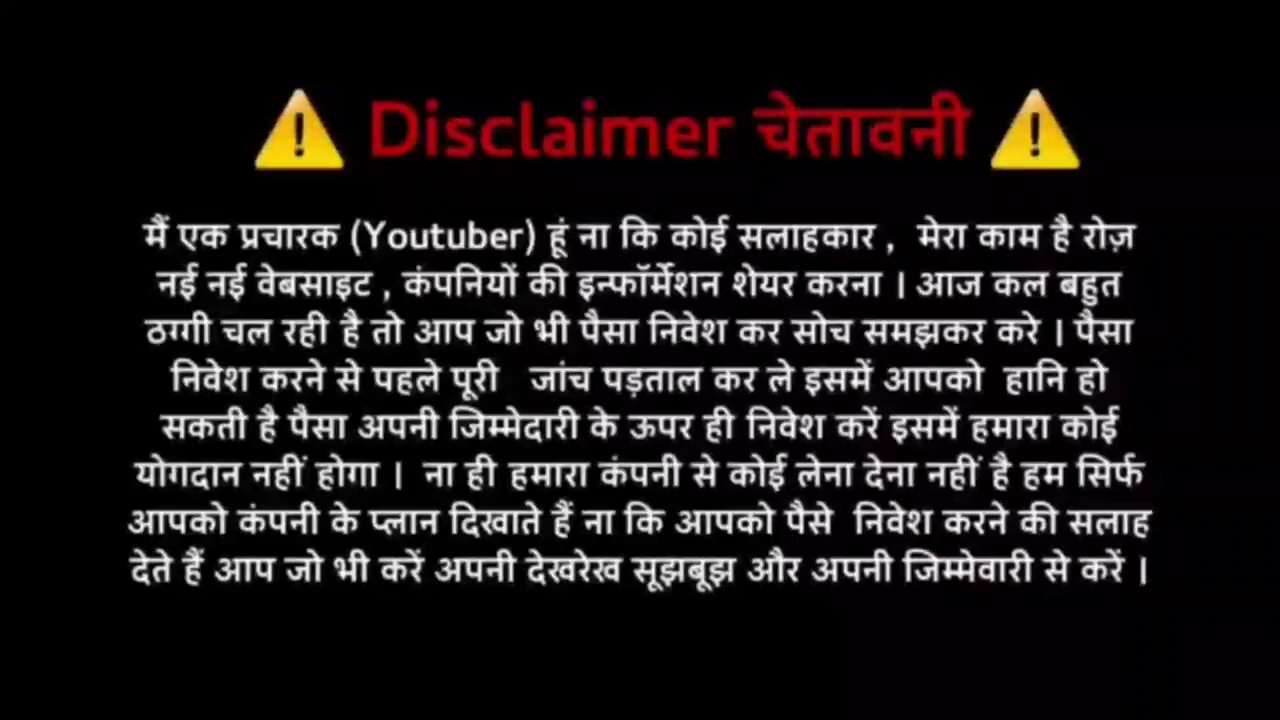 ⚠ Disclaimer चेतावनी ⚠
मैं एक प्रचारक (Youtuber) हूं ना कि कोई सलाहकार , मेरा काम है रोज़
नई नई वेबसाइट , कंपनियों की इन्फॉर्मेशन शेयर करना । आज कल बहुत
ठग्गी चल रही है तो आप जो भी पैसा निवेश कर सोच समझकर करे । पैसा
निवेश करने से पहले पूरी जांच पड़ताल कर ले इसमें आपको हानि हो
सकती है पैसा अपनी जिम्मेदारी के ऊपर ही निवेश करें इसमें हमारा कोई
योगदान नहीं होगा । ना ही हमारा कंपनी से कोई लेना देना नहीं है हम सिर्फ
आपको कंपनी के प्लान दिखाते हैं ना कि आपको पैसे निवेश करने की सलाह
देते हैं आप जो भी करें अपनी देखरेख सूझबूझ और अपनी जिम्मेवारी से करें ।